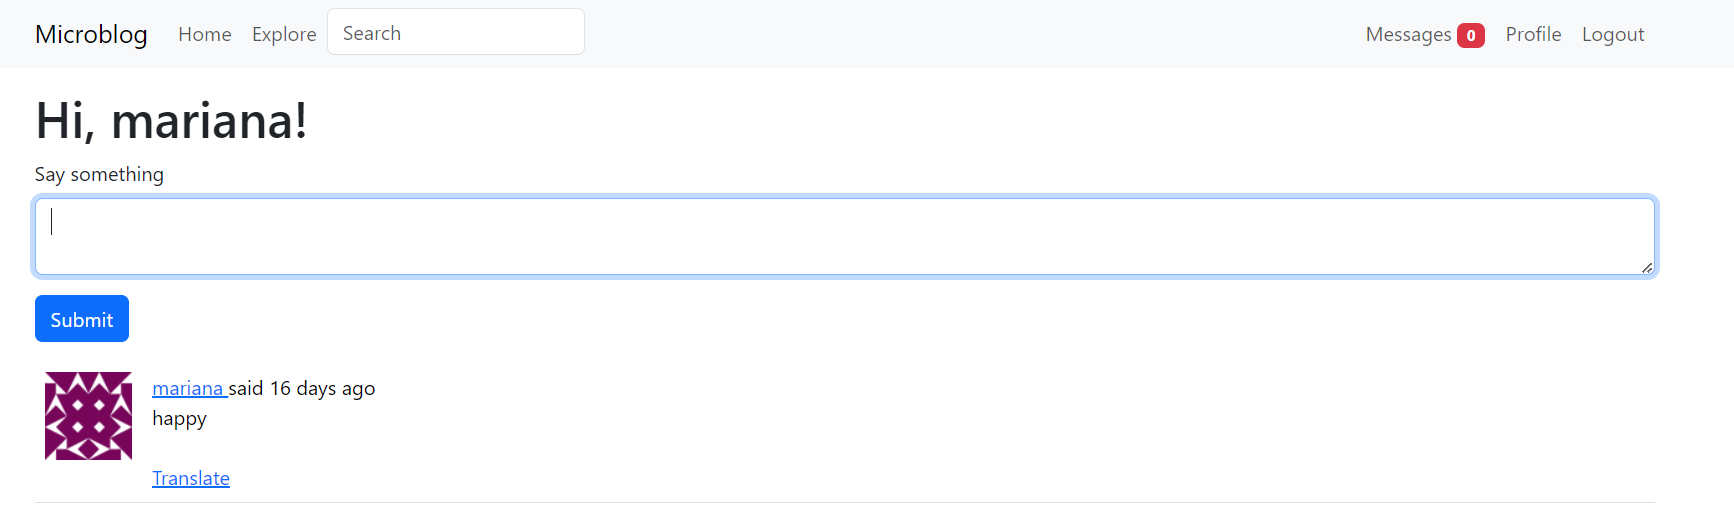 Microblog Home Explore Search Messages 0 Profile Logout
Hi, mariana!
Say something
Submit
mariana said 16 days ago
happy
Translate